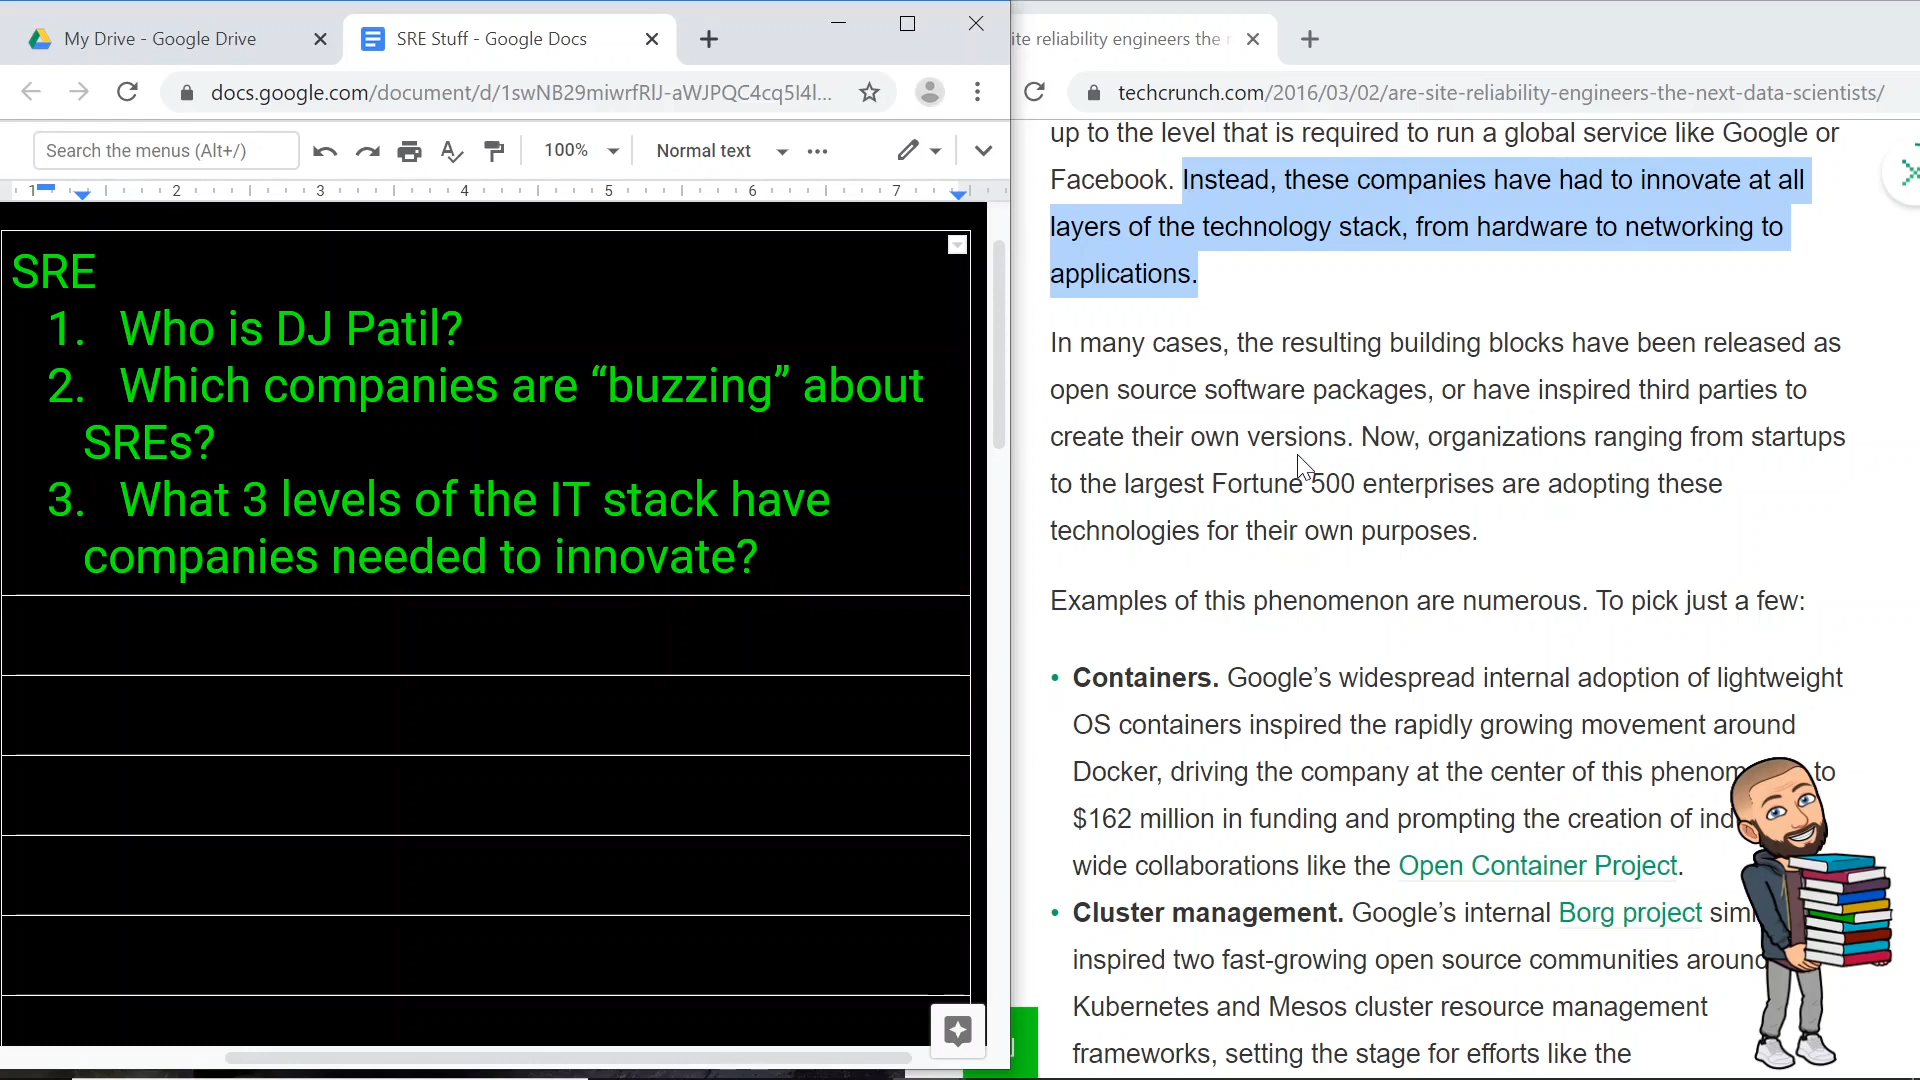 My Drive - Google Drive
SRE Stuff - Google Docs
docs.google.com/document/d/1swNB29miwrfRlJ-aWJPQC4cq5I4l...
Search the menus (Alt+/)
100%
Normal text
1 2 3 4 5 6 7
SRE
1. Who is DJ Patil?
2. Which companies are “buzzing” about
SREs?
3. What 3 levels of the IT stack have
companies needed to innovate?
ite reliability engineers the
techcrunch.com/2016/03/02/are-site-reliability-engineers-the-next-data-scientists/
up to the level that is required to run a global service like Google or
Facebook. Instead, these companies have had to innovate at all
layers of the technology stack, from hardware to networking to
applications.
In many cases, the resulting building blocks have been released as
open source software packages, or have inspired third parties to
create their own versions. Now, organizations ranging from startups
to the largest Fortune 500 enterprises are adopting these
technologies for their own purposes.
Examples of this phenomenon are numerous. To pick just a few:
• Containers. Google’s widespread internal adoption of lightweight
OS containers inspired the rapidly growing movement around
Docker, driving the company at the center of this phenom to
$162 million in funding and prompting the creation of ind
wide collaborations like the Open Container Project.
• Cluster management. Google’s internal Borg project simi
inspired two fast-growing open source communities around
Kubernetes and Mesos cluster resource management
frameworks, setting the stage for efforts like the